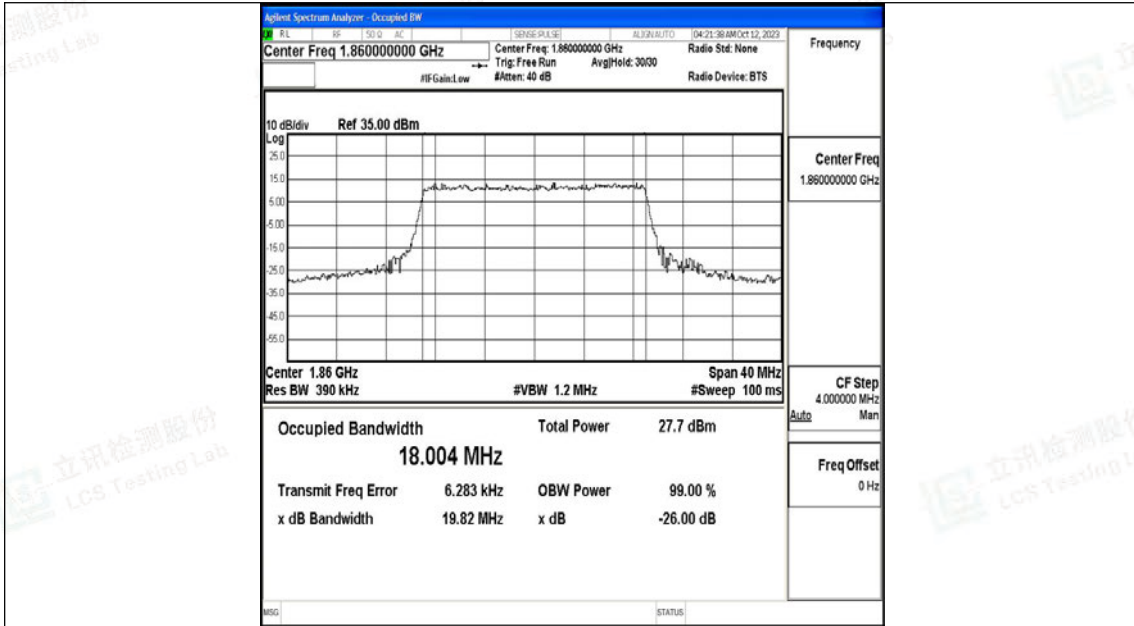 Agilent Spectrum Analyzer - Occupied BW
RL RF 50 Ω AC SENSE:PULSE ALIGN AUTO 04:21:38 AM Oct 12, 2023
Center Freq 1.860000000 GHz
Center Freq: 1.860000000 GHz
Radio Std: None
Trig: Free Run Avg|Hold: 30/30
#IFGain:Low #Atten: 40 dB Radio Device: BTS
Frequency
10 dB/div Ref 35.00 dBm
Log
25.0
15.0
5.00
-5.00
-15.0
-25.0
-35.0
-45.0
-55.0
Center 1.86 GHz Span 40 MHz
Res BW 390 kHz #VBW 1.2 MHz #Sweep 100 ms
Occupied Bandwidth Total Power 27.7 dBm
18.004 MHz
Transmit Freq Error 6.283 kHz OBW Power 99.00 %
x dB Bandwidth 19.82 MHz x dB -26.00 dB
Center Freq
1.860000000 GHz
CF Step
4.000000 MHz
Auto Man
Freq Offset
0 Hz
MSG STATUS
立讯检测股份
LCS Testing Lab
立讯检测股份